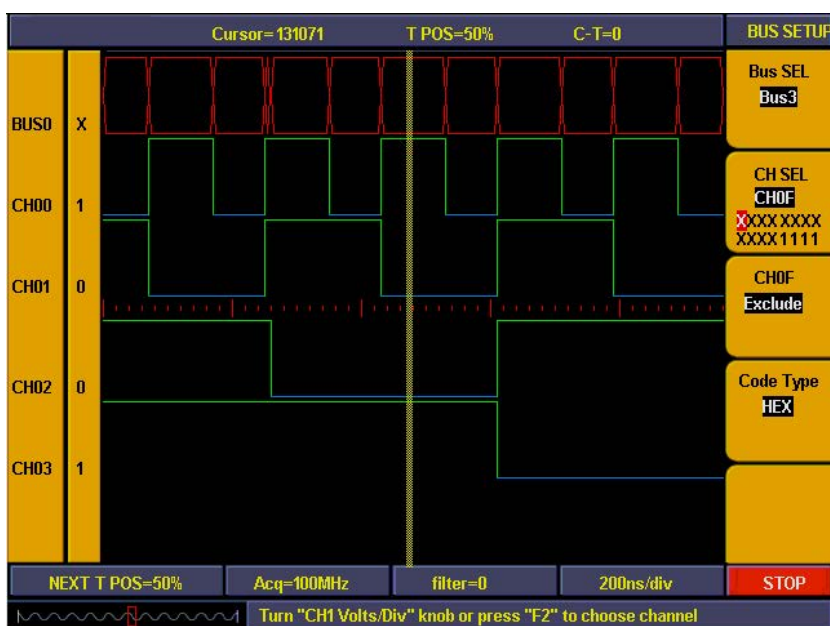 Cursor=131071 T POS=50% C-T=0 BUS SETUP
Bus SEL
Bus3
BUS0 X
CH SEL
CH0F
XXXX XXXX
XXXX1111
CH00 1
CH01 0
CH0F
Exclude
CH02 0
Code Type
HEX
CH03 1
NEXT T POS=50% Acq=100MHz filter=0 200ns/div STOP
Turn "CH1 Volts/Div" knob or press "F2" to choose channel